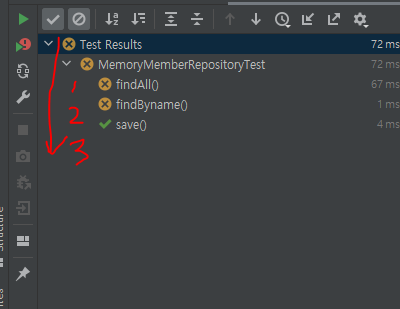 Test Results 72 ms
MemoryMemberRepositoryTest 72 ms
1 findAll() 67 ms
2 findByname() 1 ms
save() 4 ms
3
Structure